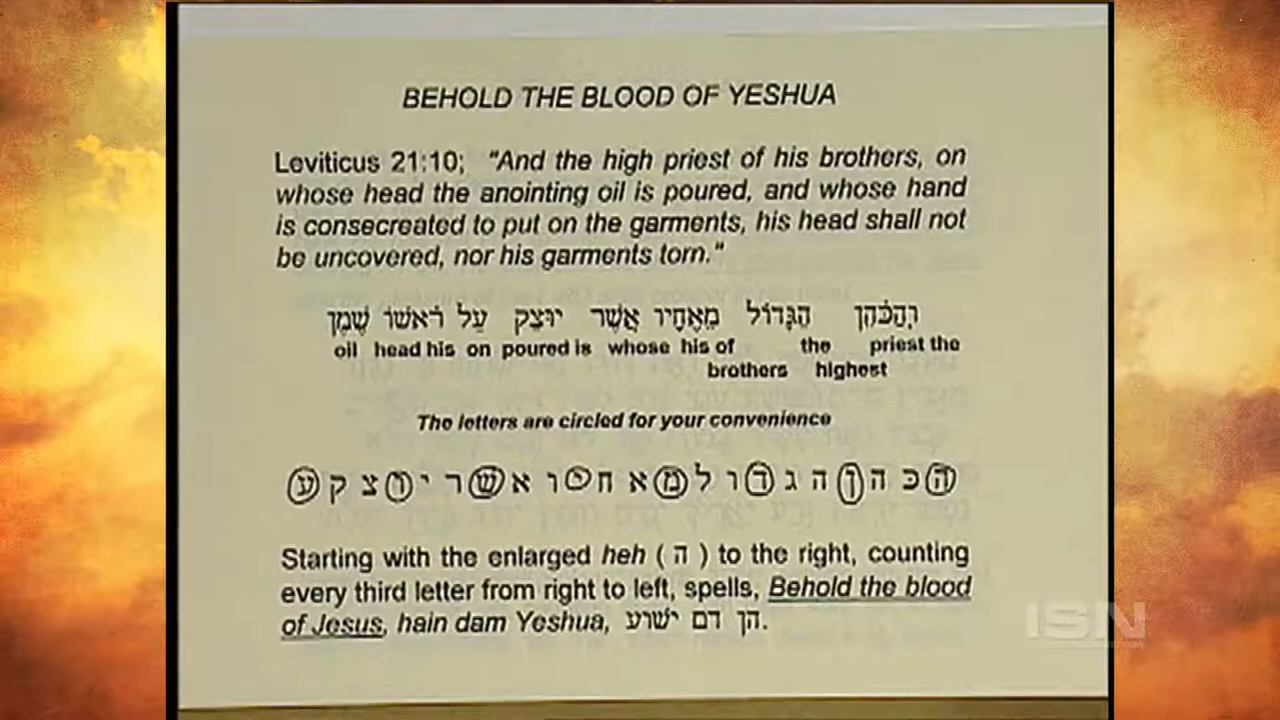 BEHOLD THE BLOOD OF YESHUA
Leviticus 21:10; "And the high priest of his brothers, on
whose head the anointing oil is poured, and whose hand
is consecreated to put on the garments, his head shall not
be uncovered, nor his garments torn."
וְהַכֹּהֵן הַגָּדוֹל מֵאֶחָיו אֲשֶׁר יוּצַק עַל רֹאשׁוֹ שֶׁמֶן
oil head his on poured is whose his of the priest the
brothers highest
The letters are circled for your convenience
ה כ ה ן ה ג ד ו ל מ א ח י ו א ש ר י ו צ ק ע
Starting with the enlarged heh ( ה ) to the right, counting
every third letter from right to left, spells, Behold the blood
of Jesus, hain dam Yeshua, הן דם ישוע.
ISN